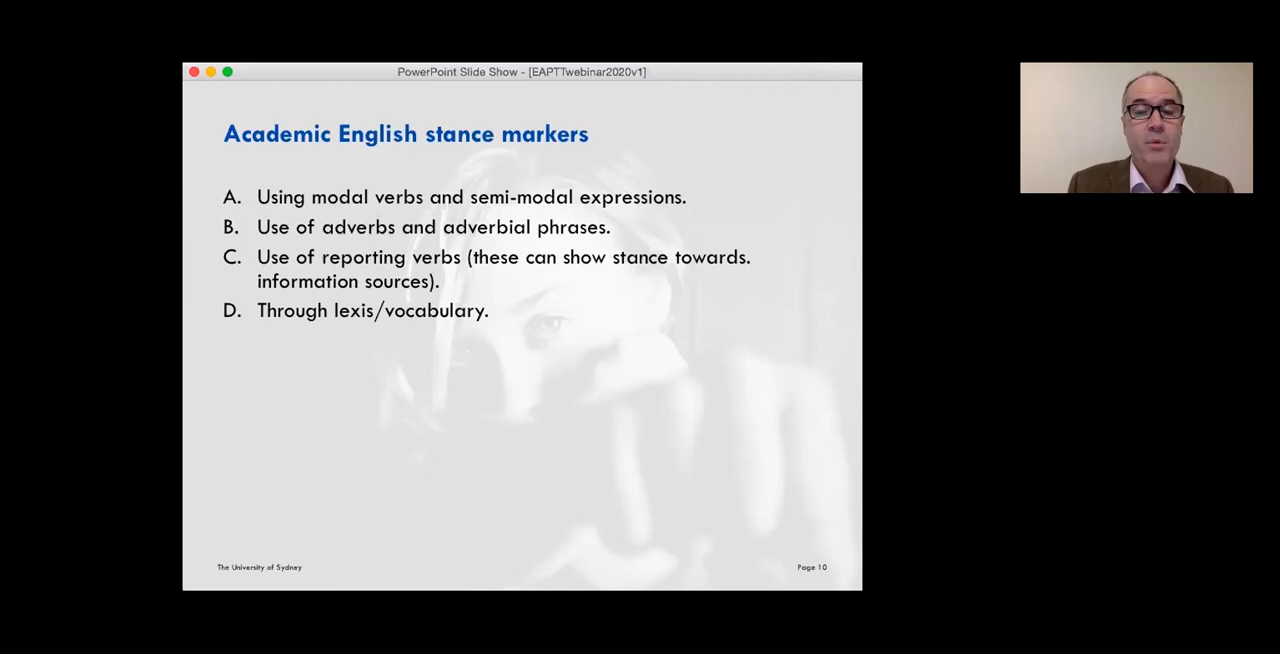 PowerPoint Slide Show - [EAPTTwebinar2020v1]
Academic English stance markers
A. Using modal verbs and semi-modal expressions.
B. Use of adverbs and adverbial phrases.
C. Use of reporting verbs (these can show stance towards.
information sources).
D. Through lexis/vocabulary.
The University of Sydney
Page 10